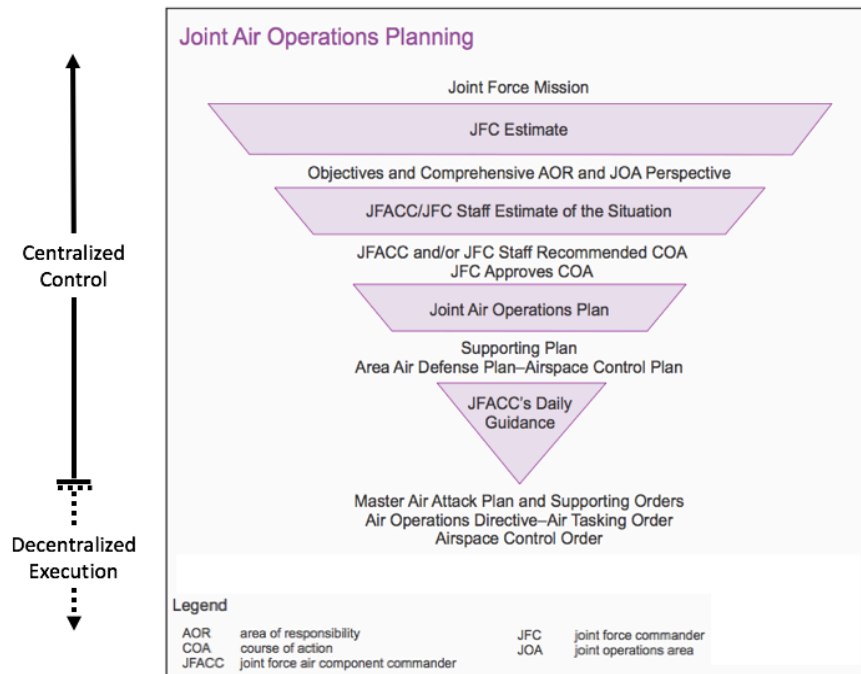 Joint Air Operations Planning
Joint Force Mission
JFC Estimate
Objectives and Comprehensive AOR and JOA Perspective
JFACC/JFC Staff Estimate of the Situation
JFACC and/or JFC Staff Recommended COA
JFC Approves COA
Joint Air Operations Plan
Supporting Plan
Area Air Defense Plan–Airspace Control Plan
JFACC's Daily
Guidance
Master Air Attack Plan and Supporting Orders
Air Operations Directive–Air Tasking Order
Airspace Control Order
Centralized
Control
Decentralized
Execution
Legend
AOR area of responsibility
COA course of action
JFACC joint force air component commander
JFC joint force commander
JOA joint operations area